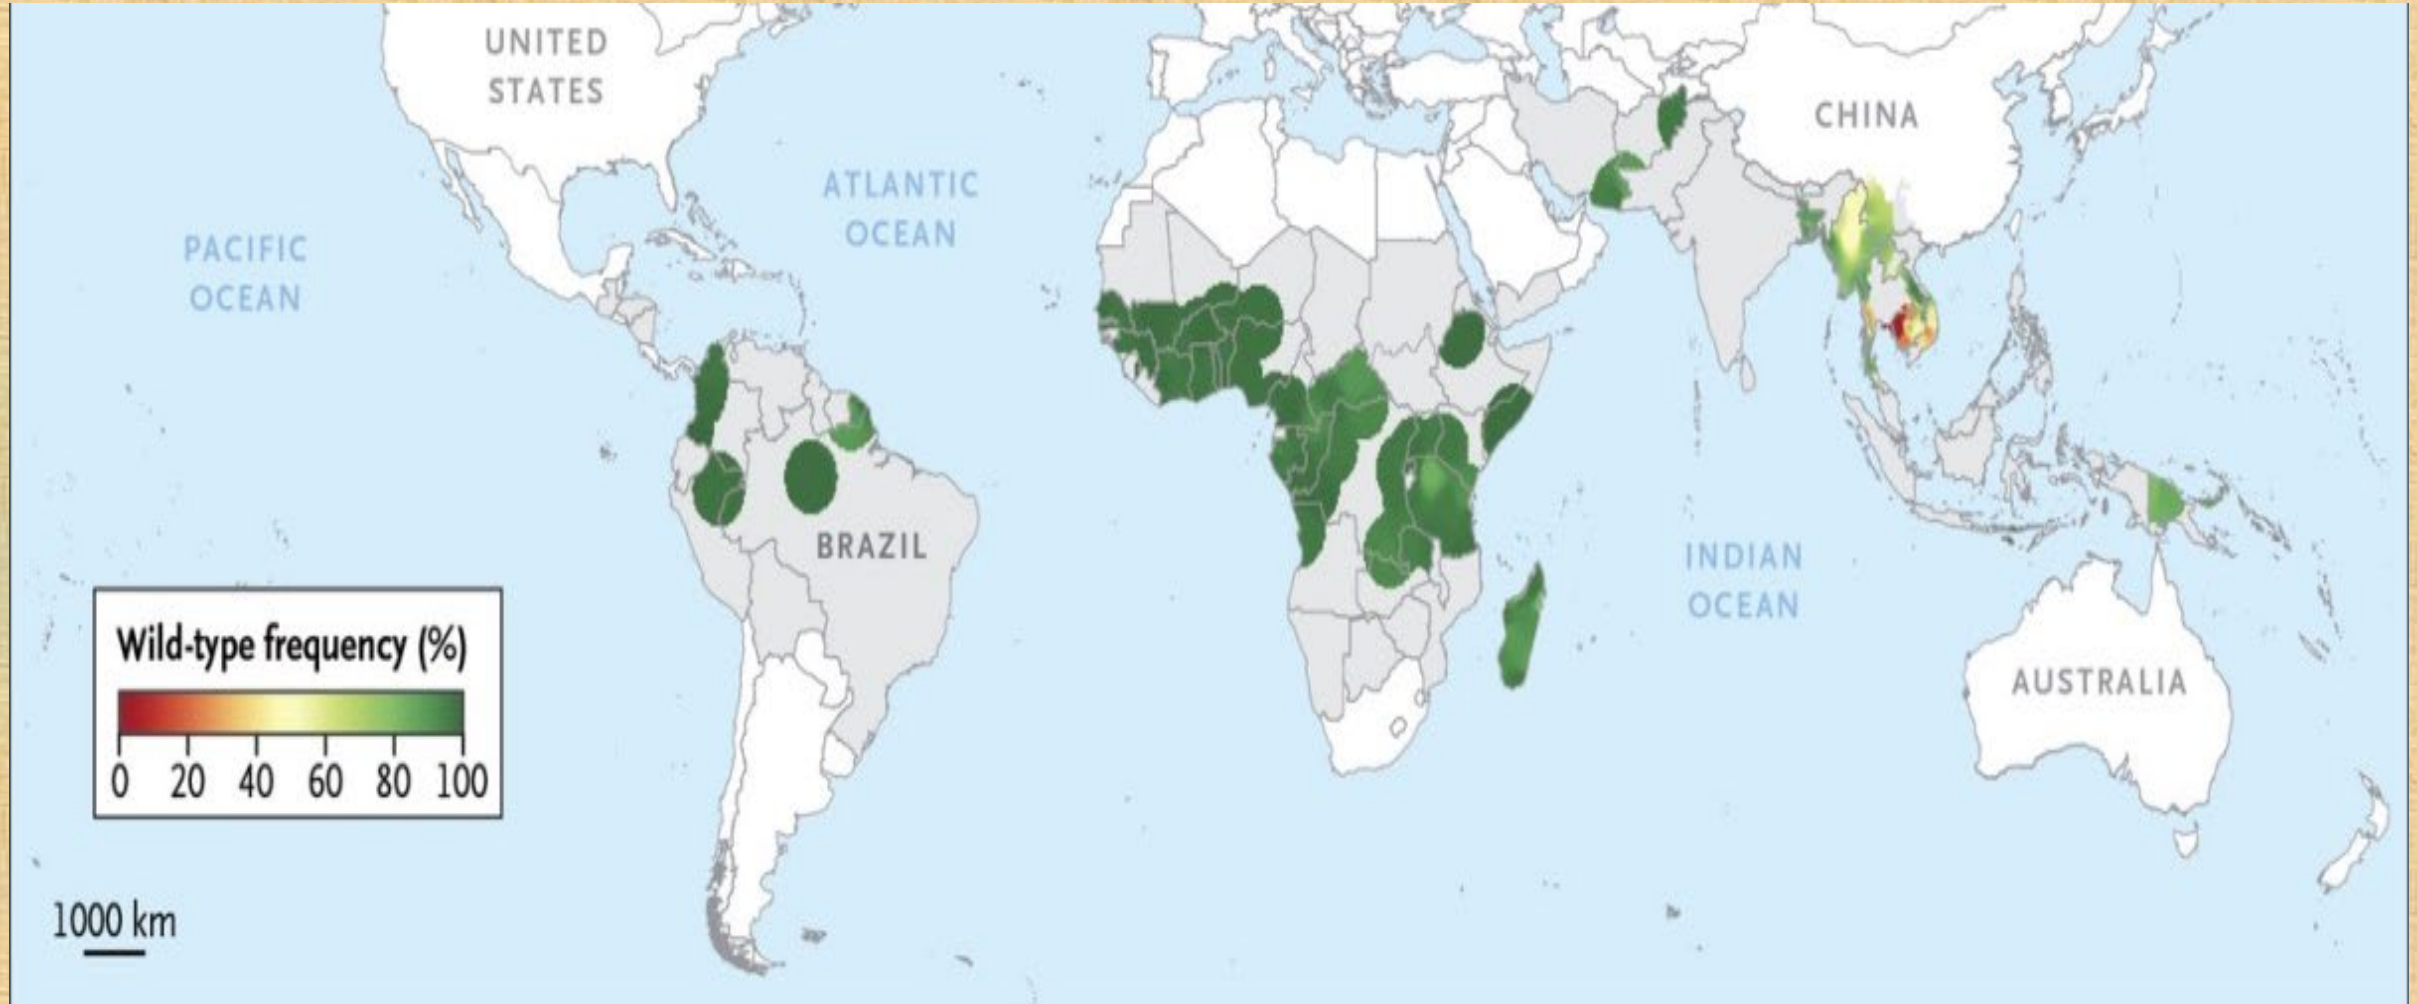 UNITED
STATES
CHINA
ATLANTIC
OCEAN
PACIFIC
OCEAN
BRAZIL
INDIAN
OCEAN
AUSTRALIA
Wild-type frequency (%)
0 20 40 60 80 100
1000 km